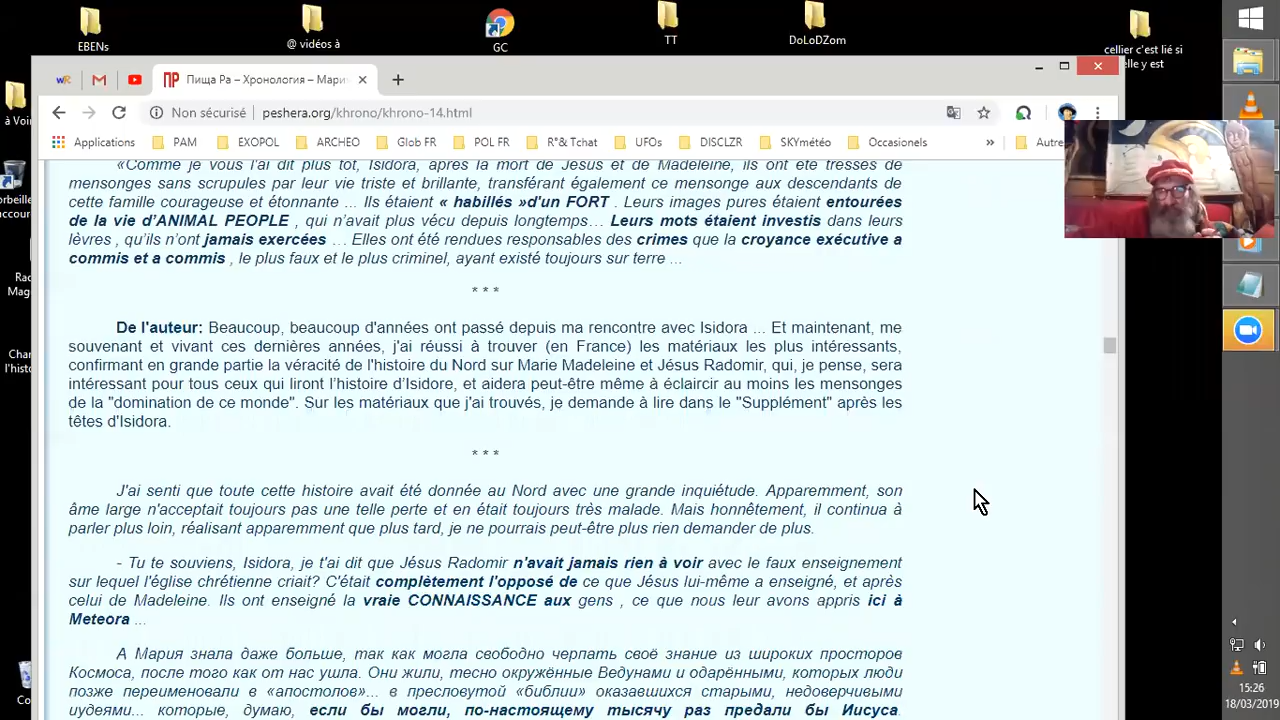 EBENs
@ vidéos à
GC
TT
DoLoDZom
cellier c'est lié si
elle y est
Пища Ра – Хронология – Мари
Non sécurisé
peshera.org/khrono/khrono-14.html
Applications
PAM
EXOPOL
ARCHEO
Glob FR
POL FR
R°& Tchat
UFOs
DISCLZR
SKYmétéo
Occasionels
»
Autre
à Voir
«Comme je vous l'ai dit plus tôt, Isidora, après la mort de Jésus et de Madeleine, ils ont été tressés de
mensonges sans scrupules par leur vie triste et brillante, transférant également ce mensonge aux descendants de
cette famille courageuse et étonnante ... Ils étaient « habillés »d'un FORT . Leurs images pures étaient entourées
de la vie d'ANIMAL PEOPLE , qui n'avait plus vécu depuis longtemps… Leurs mots étaient investis dans leurs
lèvres , qu'ils n'ont jamais exercées … Elles ont été rendues responsables des crimes que la croyance exécutive a
commis et a commis , le plus faux et le plus criminel, ayant existé toujours sur terre ...
* * *
De l'auteur: Beaucoup, beaucoup d'années ont passé depuis ma rencontre avec Isidora ... Et maintenant, me
souvenant et vivant ces dernières années, j'ai réussi à trouver (en France) les matériaux les plus intéressants,
confirmant en grande partie la véracité de l'histoire du Nord sur Marie Madeleine et Jésus Radomir, qui, je pense, sera
intéressant pour tous ceux qui liront l'histoire d'Isidore, et aidera peut-être même à éclaircir au moins les mensonges
de la "domination de ce monde". Sur les matériaux que j'ai trouvés, je demande à lire dans le "Supplément" après les
têtes d'Isidora.
* * *
J'ai senti que toute cette histoire avait été donnée au Nord avec une grande inquiétude. Apparemment, son
âme large n'acceptait toujours pas une telle perte et en était toujours très malade. Mais honnêtement, il continua à
parler plus loin, réalisant apparemment que plus tard, je ne pourrais peut-être plus rien demander de plus.
- Tu te souviens, Isidora, je t'ai dit que Jésus Radomir n'avait jamais rien à voir avec le faux enseignement
sur lequel l'église chrétienne criait? C'était complètement l'opposé de ce que Jésus lui-même a enseigné, et après
celui de Madeleine. Ils ont enseigné la vraie CONNAISSANCE aux gens , ce que nous leur avons appris ici à
Meteora ...
А Мария знала даже больше, так как могла свободно черпать своё знание из широких просторов
Космоса, после того как от нас ушла. Они жили, тесно окружённые Ведунами и одарёнными, которых люди
позже переименовали в «апостолов»... в пресловутой «библии» оказавшихся старыми, недоверчивыми
иудеями... которые, думаю, если бы могли, по-настоящему тысячу раз предали бы Иисуса.
15:26
18/03/2019